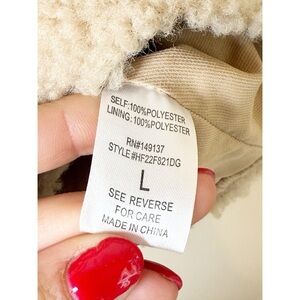 SELF:100%POLYESTER
LINING:100%POLYESTER
RN#149137
STYLE#HF22F821DG
L
SEE REVERSE
FOR CARE
MADE IN CHINA